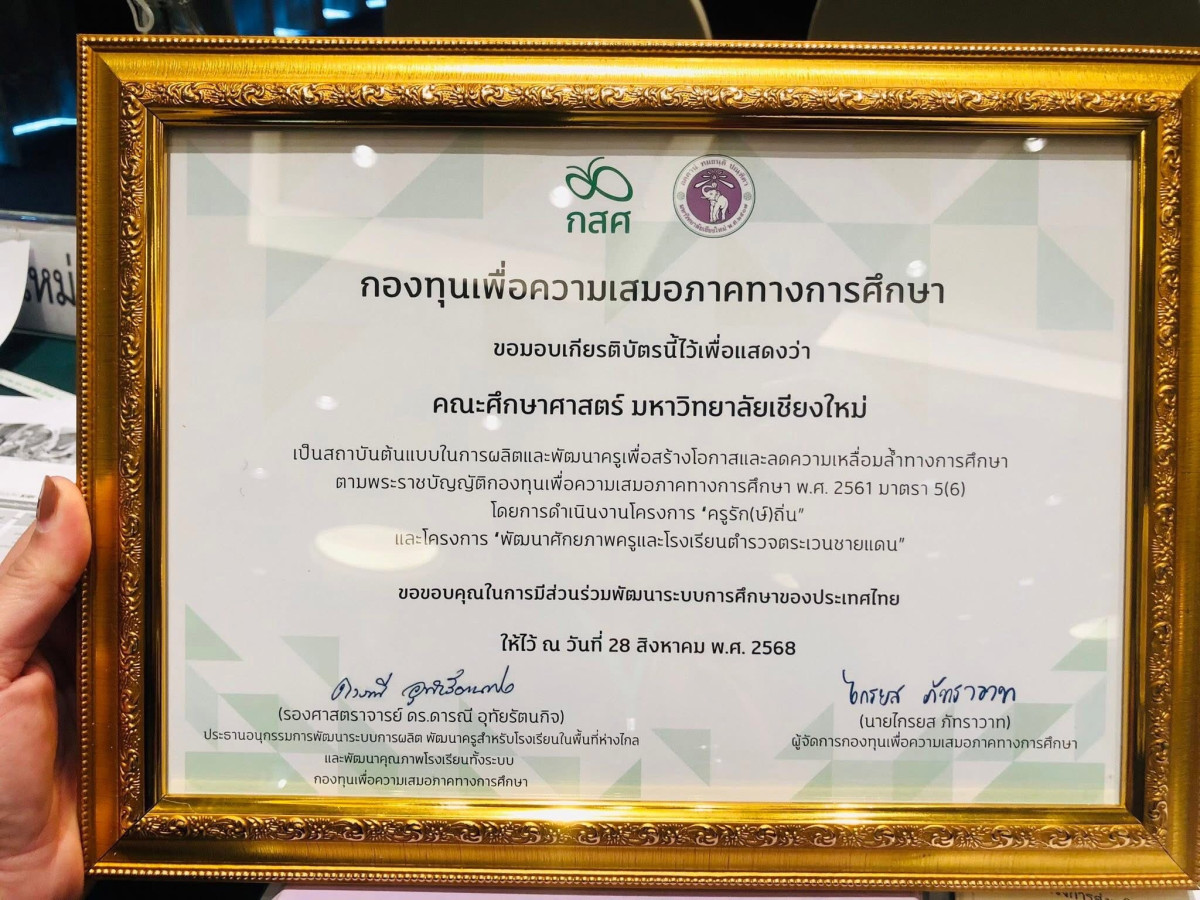 กสศ
กองทุนเพื่อความเสมอภาคทางการศึกษา
ขอมอบเกียรติบัตรนี้ไว้เพื่อแสดงว่า
คณะศึกษาศาสตร์ มหาวิทยาลัยเชียงใหม่
เป็นสถาบันต้นแบบในการผลิตและพัฒนาครูเพื่อสร้างโอกาสและลดความเหลื่อมล้ำทางการศึกษา
ตามพระราชบัญญัติกองทุนเพื่อความเสมอภาคทางการศึกษา พ.ศ. 2561 มาตรา 5(6)
โดยการดำเนินงานโครงการ “ครูรัก(ษ์)ถิ่น”
และโครงการ “พัฒนาศักยภาพครูและโรงเรียนตำรวจตระเวนชายแดน”
ขอขอบคุณในการมีส่วนร่วมพัฒนาระบบการศึกษาของประเทศไทย
ให้ไว้ ณ วันที่ 28 สิงหาคม พ.ศ. 2568
(รองศาสตราจารย์ ดร.ดารณี อุทัยรัตนกิจ)
ประธานอนุกรรมการพัฒนาระบบการผลิต พัฒนาครูสำหรับโรงเรียนในพื้นที่ห่างไกล
และพัฒนาคุณภาพโรงเรียนทั้งระบบ
กองทุนเพื่อความเสมอภาคทางการศึกษา
ไกรยส ภัทราวาท
(นายไกรยส ภัทราวาท)
ผู้จัดการกองทุนเพื่อความเสมอภาคทางการศึกษา